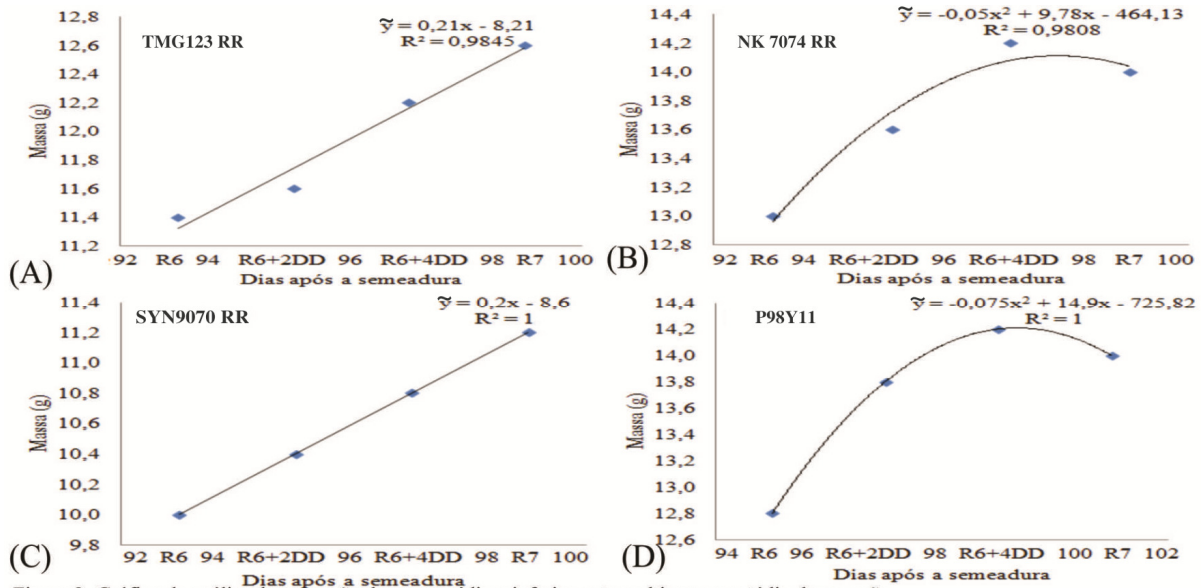 12,8
12,6
12,4
12,2
12,0
11,8
11,6
11,4
11,2
Massa (g)
TMG123 RR
ỹ = 0,21x - 8,21
R² = 0,9845
92 R6 94 R6+2DD 96 R6+4DD 98 R7 100
Dias após a semeadura
(A)
14,4
14,2
14,0
13,8
13,6
13,4
13,2
13,0
12,8
Massa (g)
NK 7074 RR
ỹ = -0,05x² + 9,78x - 464,13
R² = 0,9808
92 R6 94 R6+2DD 96 R6+4DD 98 R7 100
Dias após a semeadura
(B)
11,4
11,2
11,0
10,8
10,6
10,4
10,2
10,0
9,8
Massa (g)
SYN9070 RR
ỹ = 0,2x - 8,6
R² = 1
92 R6 94 R6+2DD 96 R6+4DD 98 R7 100
Dias após a semeadura
(C)
14,4
14,2
14,0
13,8
13,6
13,4
13,2
13,0
12,8
12,6
Massa (g)
P98Y11
ỹ = -0,075x² + 14,9x - 725,82
R² = 1
94 R6 96 R6+2DD 98 R6+4DD 100 R7 102
Dias após a semeadura
(D)